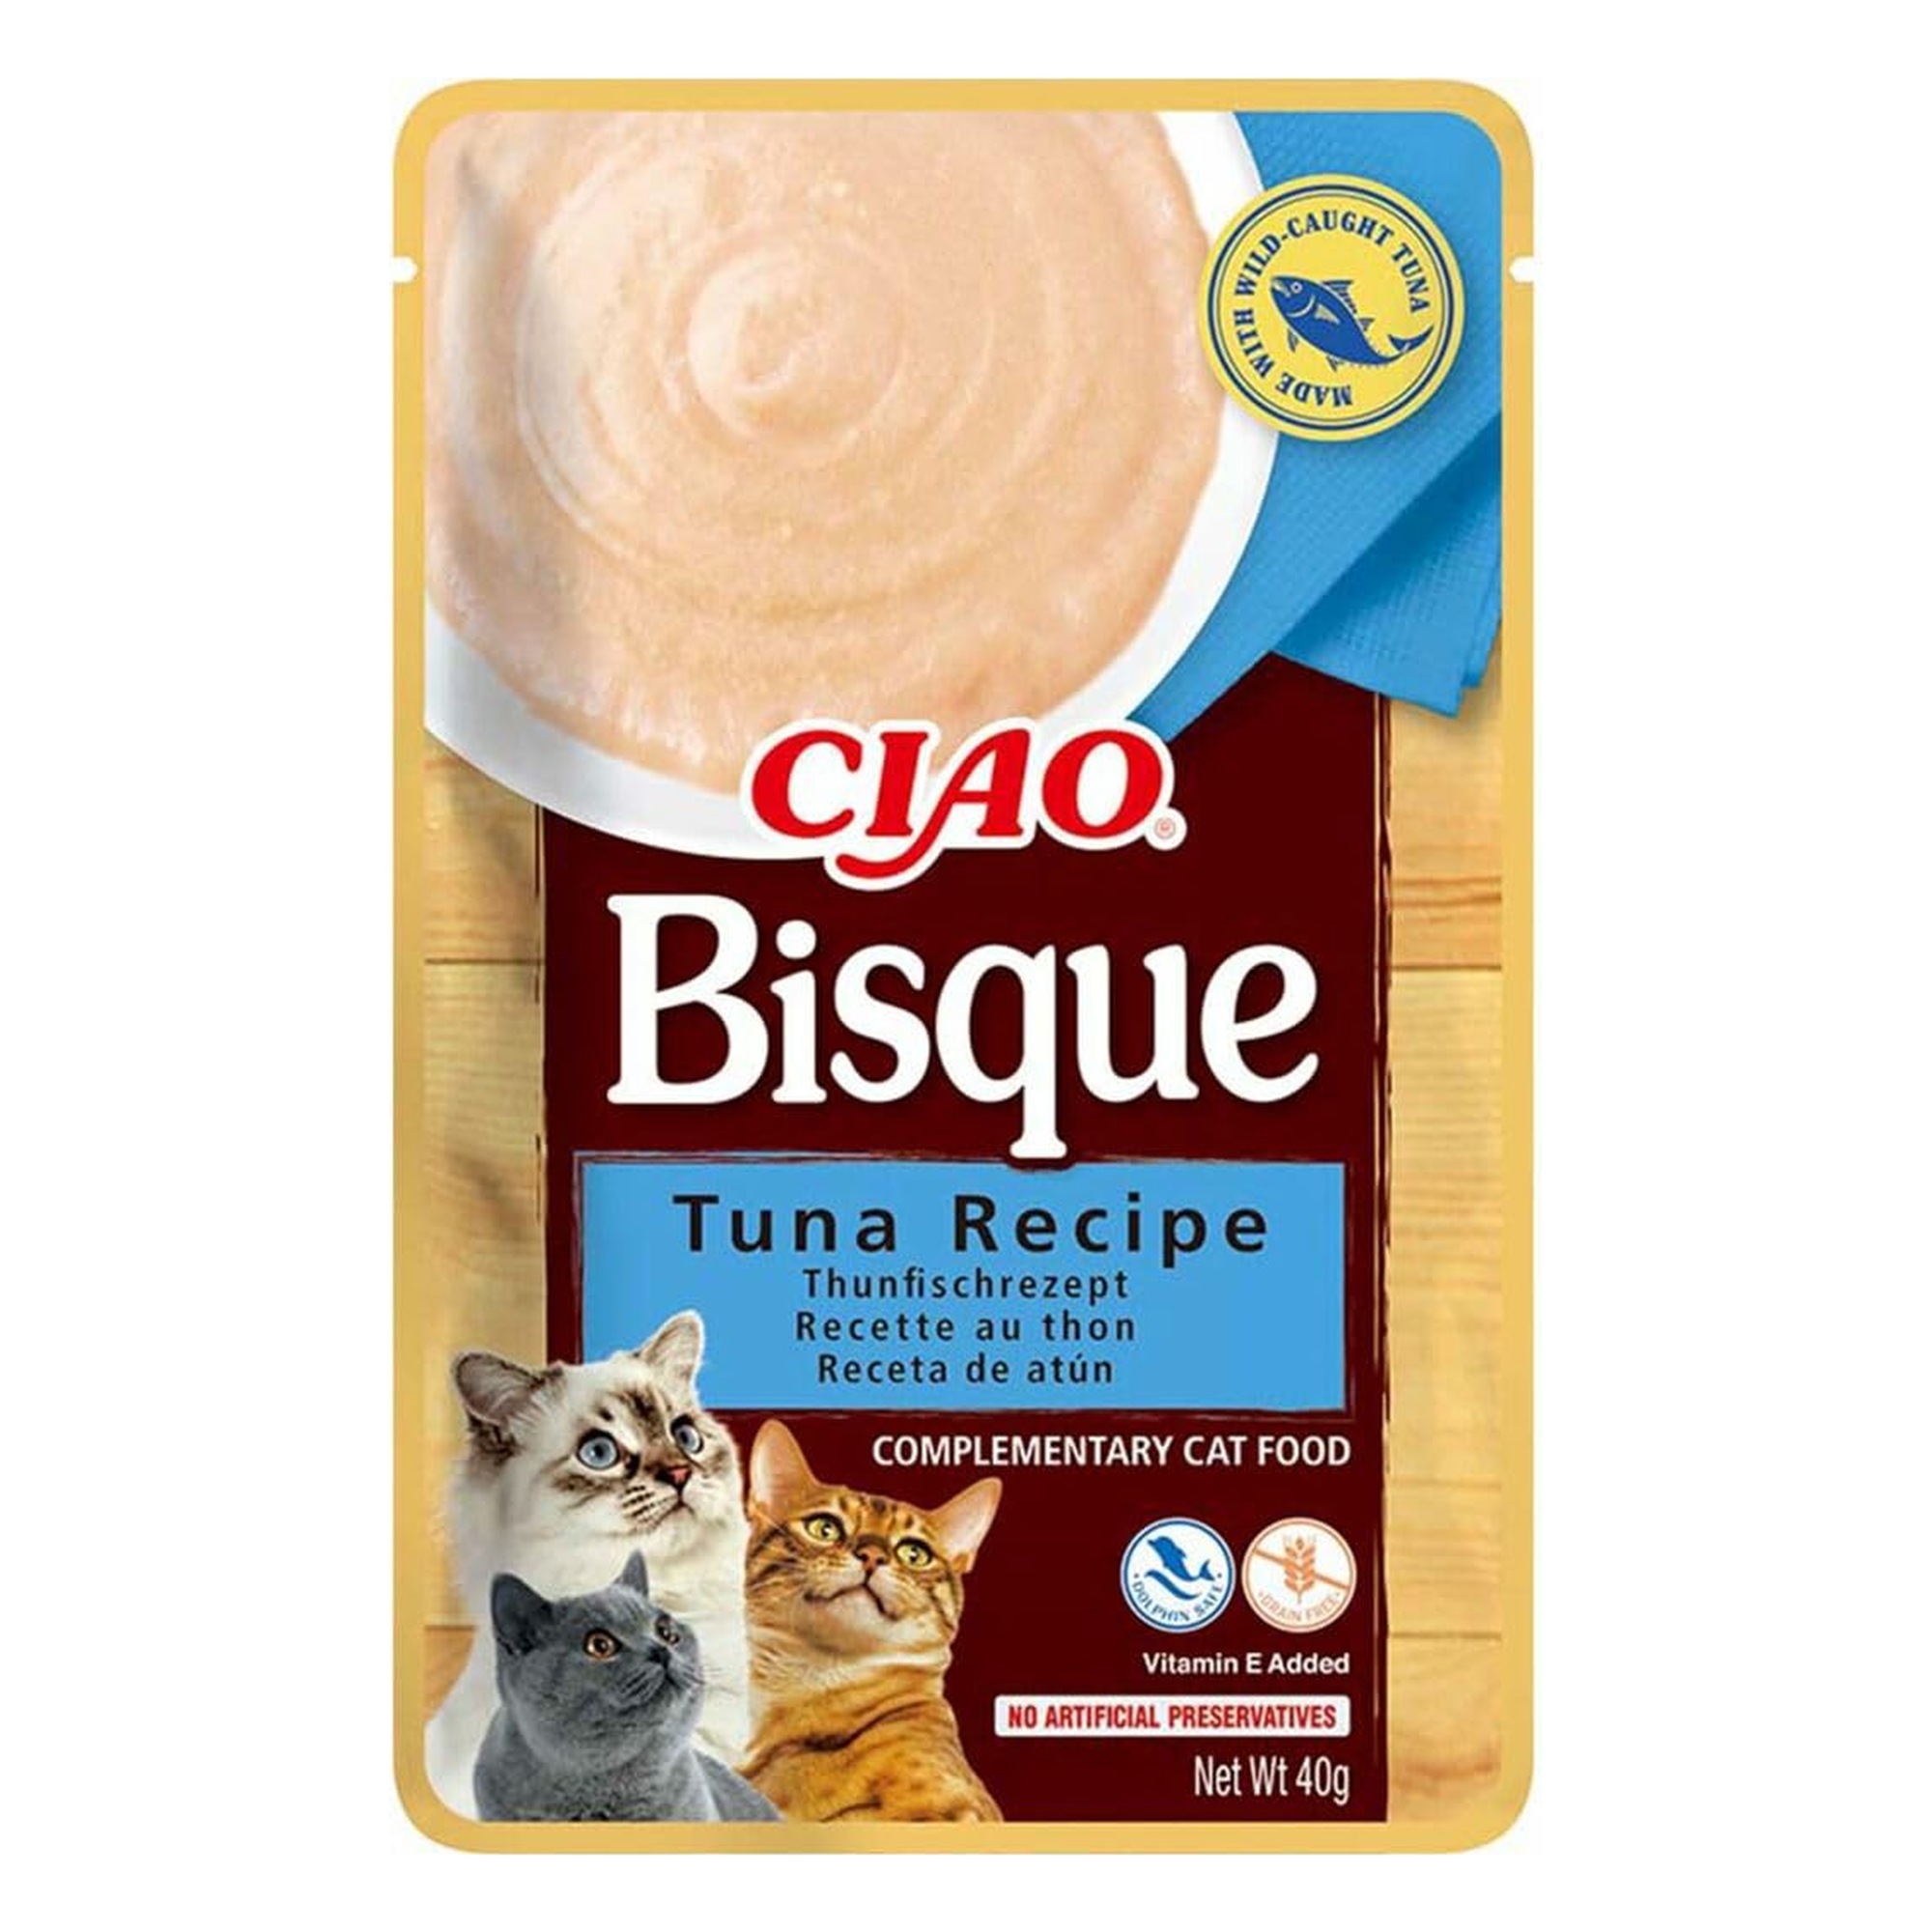 MADE WITH WILD-CAUGHT TUNA
CIAO®
Bisque
Tuna Recipe
Thunfischrezept
Recette au thon
Receta de atún
COMPLEMENTARY CAT FOOD
·DOLPHIN SAFE·
·GRAIN FREE·
Vitamin E Added
NO ARTIFICIAL PRESERVATIVES
Net Wt 40g